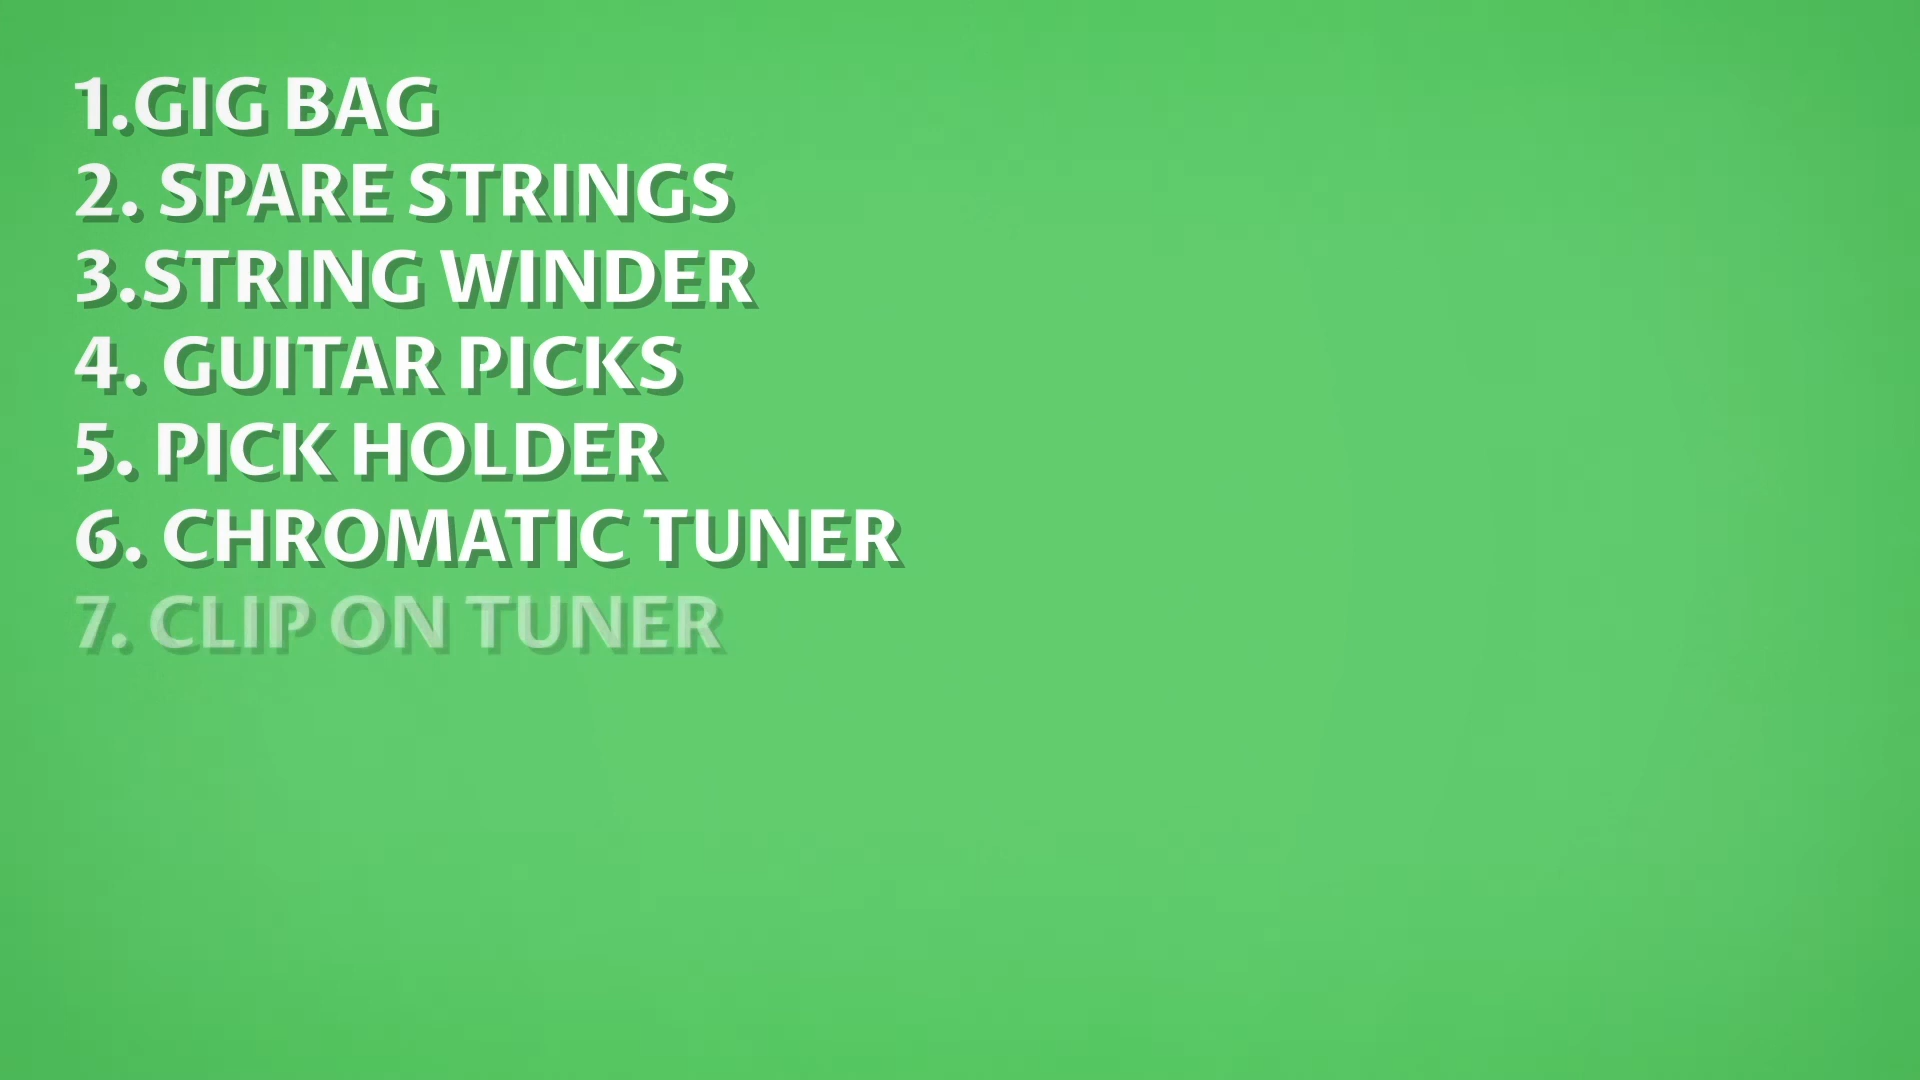 1.GIG BAG
2. SPARE STRINGS
3.STRING WINDER
4. GUITAR PICKS
5. PICK HOLDER
6. CHROMATIC TUNER
7. CLIP ON TUNER